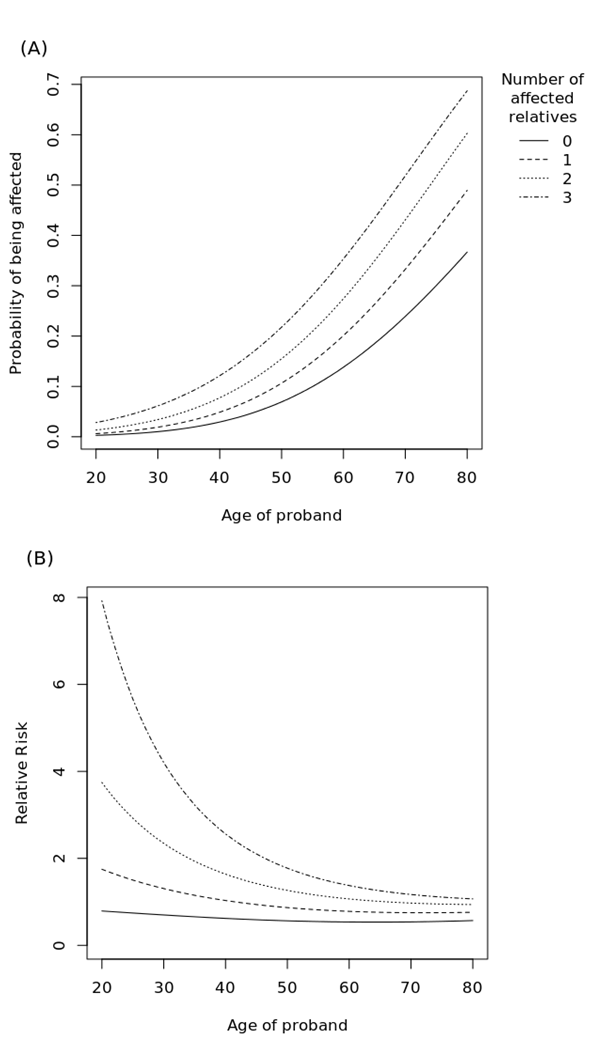 (A)
Number of
affected
relatives
0
1
2
3
Probability of being affected
0.7
0.6
0.5
0.4
0.3
0.2
0.1
0.0
20 30 40 50 60 70 80
Age of proband
(B)
Relative Risk
8
6
4
2
0
20 30 40 50 60 70 80
Age of proband